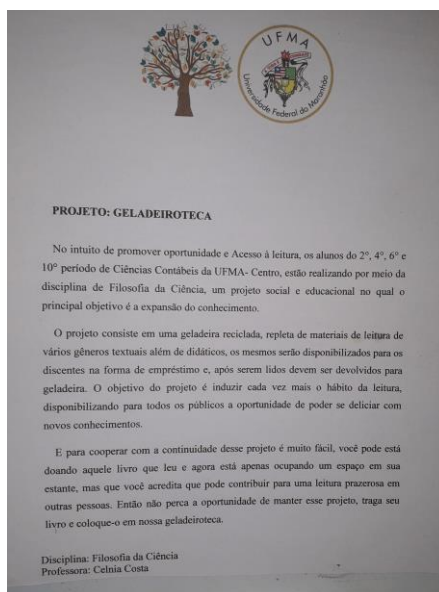 UFMA
Universidade Federal do Maranhão
PROJETO: GELADEIROTECA
No intuito de promover oportunidade e Acesso à leitura, os alunos do 2°, 4°, 6° e
10° período de Ciências Contábeis da UFMA- Centro, estão realizando por meio da
disciplina de Filosofia da Ciência, um projeto social e educacional no qual o
principal objetivo é a expansão do conhecimento.
O projeto consiste em uma geladeira reciclada, repleta de materiais de leitura de
vários gêneros textuais além de didáticos, os mesmos serão disponibilizados para os
discentes na forma de empréstimo e, após serem lidos devem ser devolvidos para
geladeira. O objetivo do projeto é induzir cada vez mais o hábito da leitura,
disponibilizando para todos os públicos a oportunidade de poder se deliciar com
novos conhecimentos.
E para cooperar com a continuidade desse projeto é muito fácil, você pode está
doando aquele livro que leu e agora está apenas ocupando um espaço em sua
estante, mas que você acredita que pode contribuir para uma leitura prazerosa em
outras pessoas. Então não perca a oportunidade de manter esse projeto, traga seu
livro e coloque-o em nossa geladeiroteca.
Disciplina: Filosofia da Ciência
Professora: Celnia Costa